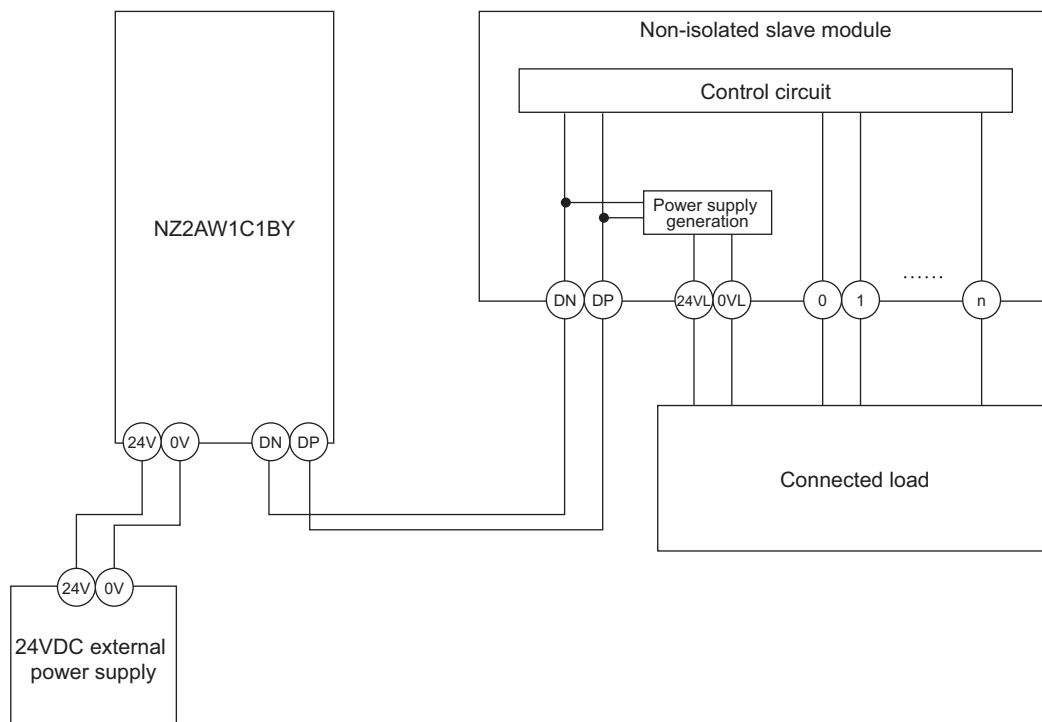 Non-isolated slave module
Control circuit
NZ2AW1C1BY
Power supply
generation
DN DP 24VL 0VL 0 1 ...... n
24V 0V DN DP
Connected load
24V 0V
24VDC external
power supply